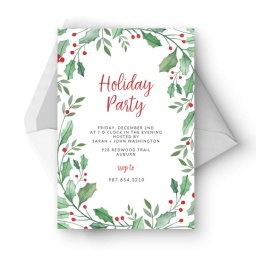 Holiday
Party
FRIDAY, DECEMBER 2ND
AT 7 O'CLOCK IN THE EVENING
HOSTED BY
SARAH + JOHN WASHINGTON
928 REDWOOD TRAIL
AUBURN
rsvp to
987.654.3210